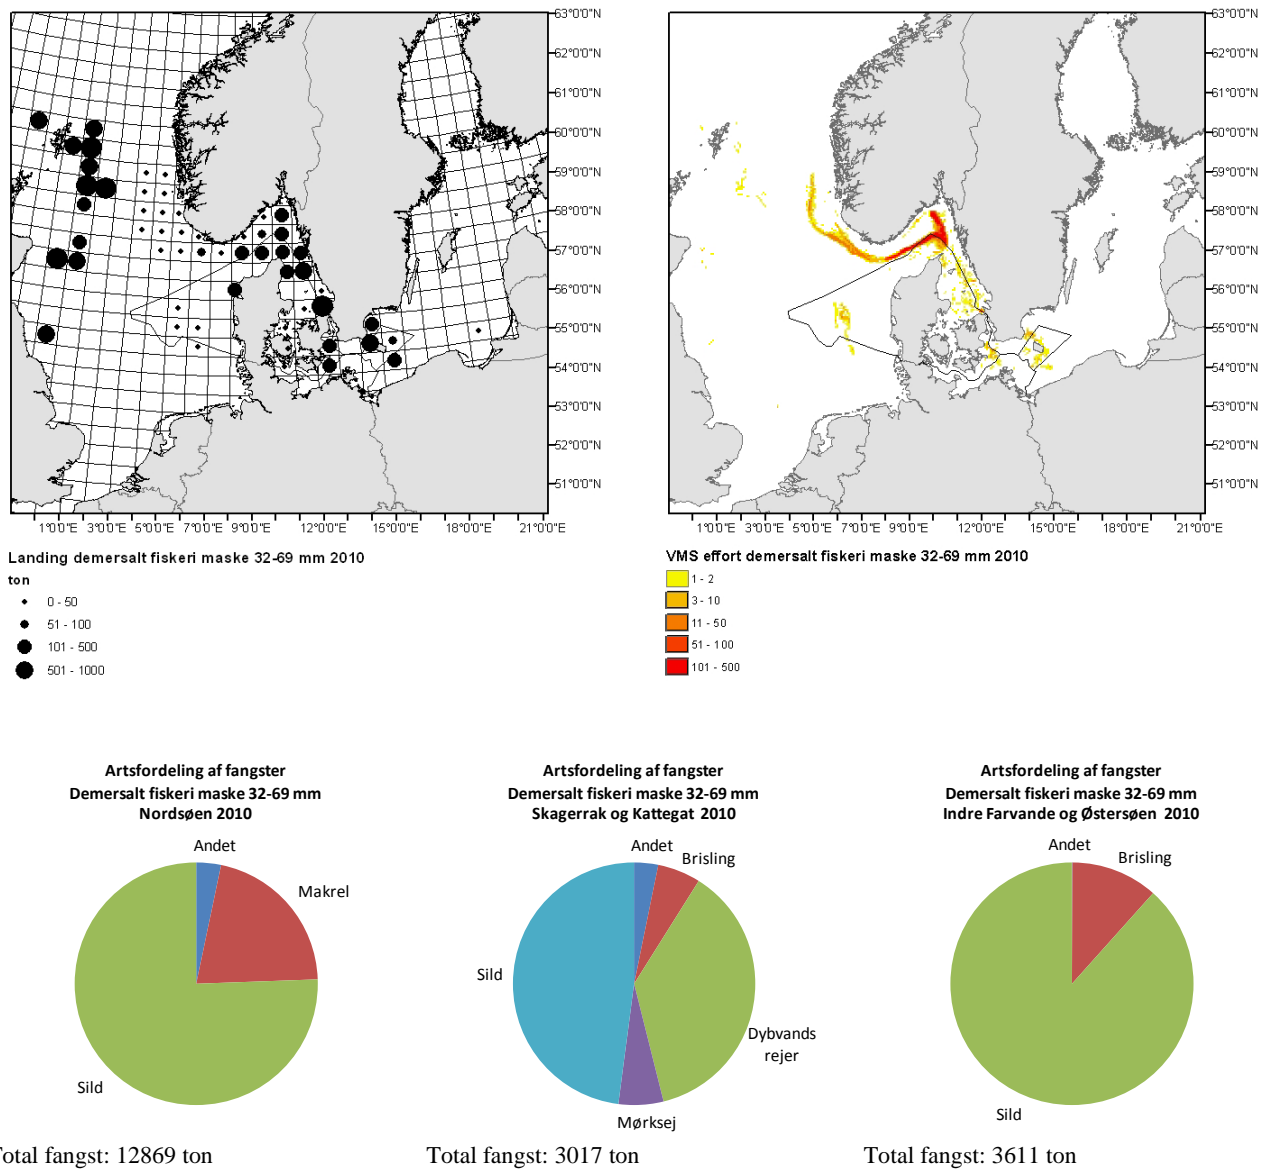 63°0'0"N
62°0'0"N
61°0'0"N
60°0'0"N
59°0'0"N
58°0'0"N
57°0'0"N
56°0'0"N
55°0'0"N
54°0'0"N
53°0'0"N
52°0'0"N
51°0'0"N
1°0'0"E 3°0'0"E 5°0'0"E 7°0'0"E 9°0'0"E 12°0'0"E 15°0'0"E 18°0'0"E 21°0'0"E
Landing demersalt fiskeri maske 32-69 mm 2010
ton
0 - 50
51 - 100
101 - 500
501 - 1000
63°0'0"N
62°0'0"N
61°0'0"N
60°0'0"N
59°0'0"N
58°0'0"N
57°0'0"N
56°0'0"N
55°0'0"N
54°0'0"N
53°0'0"N
52°0'0"N
51°0'0"N
1°0'0"E 3°0'0"E 5°0'0"E 7°0'0"E 9°0'0"E 12°0'0"E 15°0'0"E 18°0'0"E 21°0'0"E
VMS effort demersalt fiskeri maske 32-69 mm 2010
1 - 2
3 - 10
11 - 50
51 - 100
101 - 500
Artsfordeling af fangster
Demersalt fiskeri maske 32-69 mm
Nordsøen 2010
Andet
Makrel
Sild
Total fangst: 12869 ton
Artsfordeling af fangster
Demersalt fiskeri maske 32-69 mm
Skagerrak og Kattegat 2010
Andet
Brisling
Sild
Dybvands
rejer
Mørksej
Total fangst: 3017 ton
Artsfordeling af fangster
Demersalt fiskeri maske 32-69 mm
Indre Farvande og Østersøen 2010
Andet
Brisling
Sild
Total fangst: 3611 ton